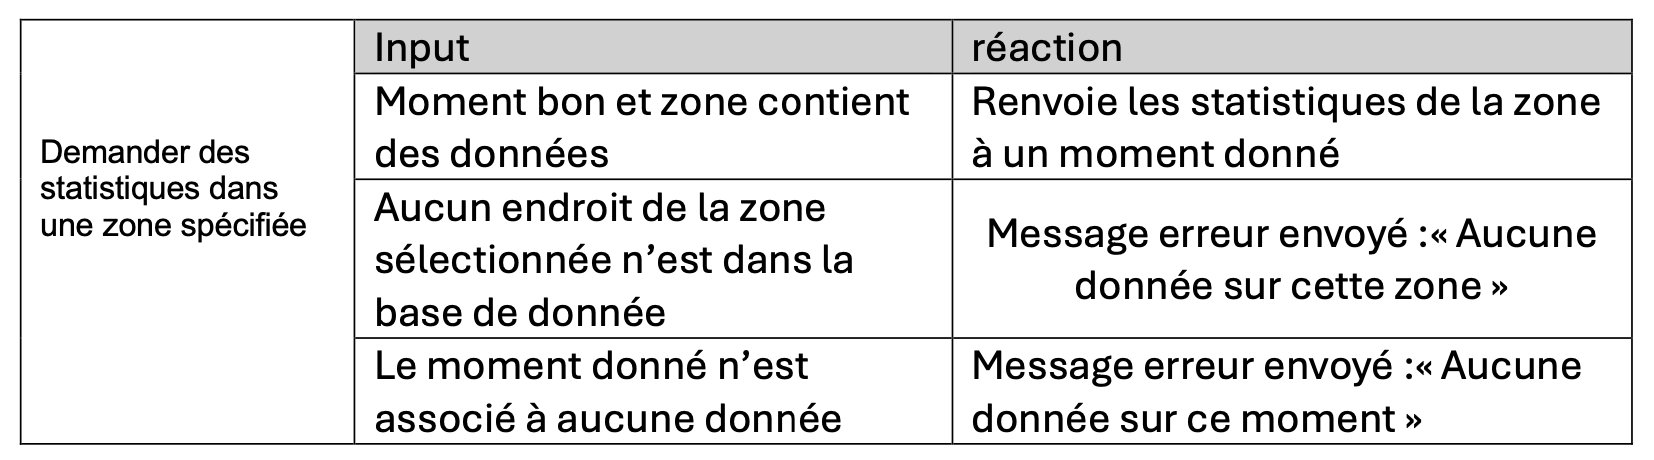 Input
réaction
Demander des
statistiques dans
une zone spécifiée
Moment bon et zone contient
des données
Renvoie les statistiques de la zone
à un moment donné
Aucun endroit de la zone
sélectionnée n’est dans la
base de donnée
Message erreur envoyé :« Aucune
donnée sur cette zone »
Le moment donné n’est
associé à aucune donnée
Message erreur envoyé :« Aucune
donnée sur ce moment »